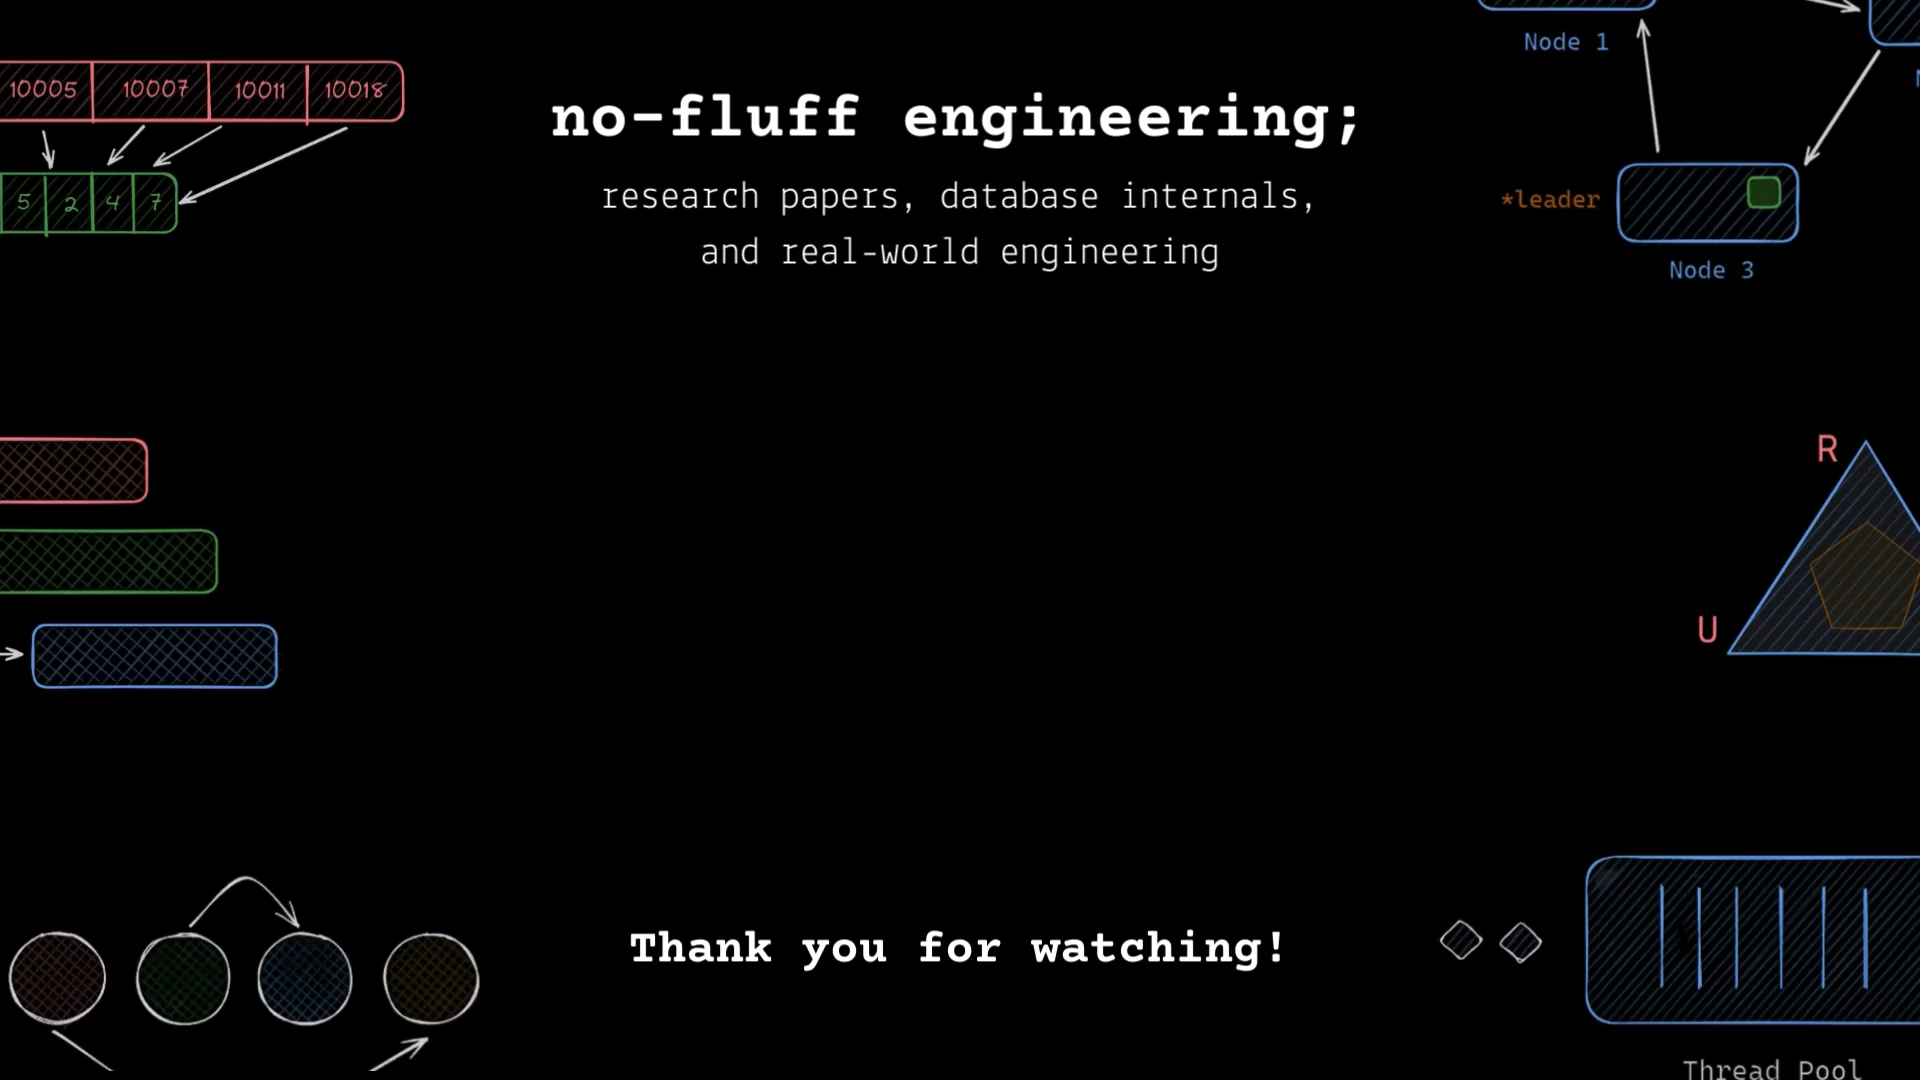 10005 10007 10011 10018
5 2 4 7
no-fluff engineering;
research papers, database internals,
and real-world engineering
Node 1
*leader
Node 3
R
U
Thank you for watching!
Thread Pool